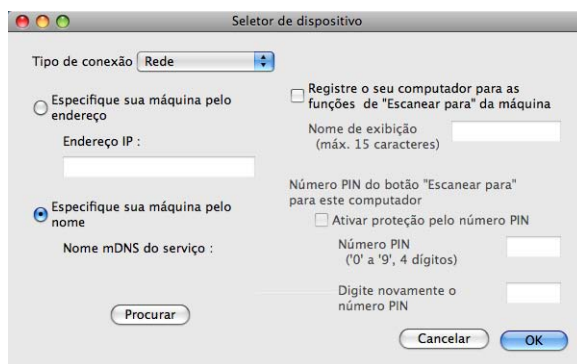 Seletor de dispositivo
Tipo de conexão Rede
Especifique sua máquina pelo
endereço
Endereço IP :
Especifique sua máquina pelo
nome
Nome mDNS do serviço :
Procurar
Registre o seu computador para as
funções de "Escanear para" da máquina
Nome de exibição
(máx. 15 caracteres)
Número PIN do botão "Escanear para"
para este computador
Ativar proteção pelo número PIN
Número PIN
('0' a '9', 4 dígitos)
Digite novamente o
número PIN
Cancelar OK